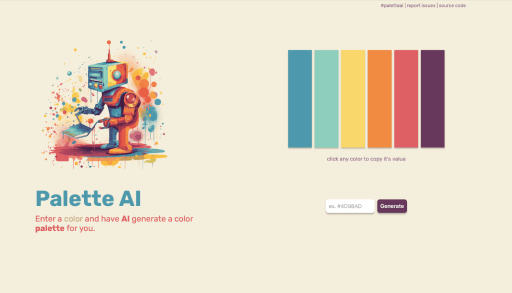 #paletteai | report issues | source code
click any color to copy it's value
Palette AI
Enter a color and have AI generate a color
palette for you.
ex. #4D98AD Generate